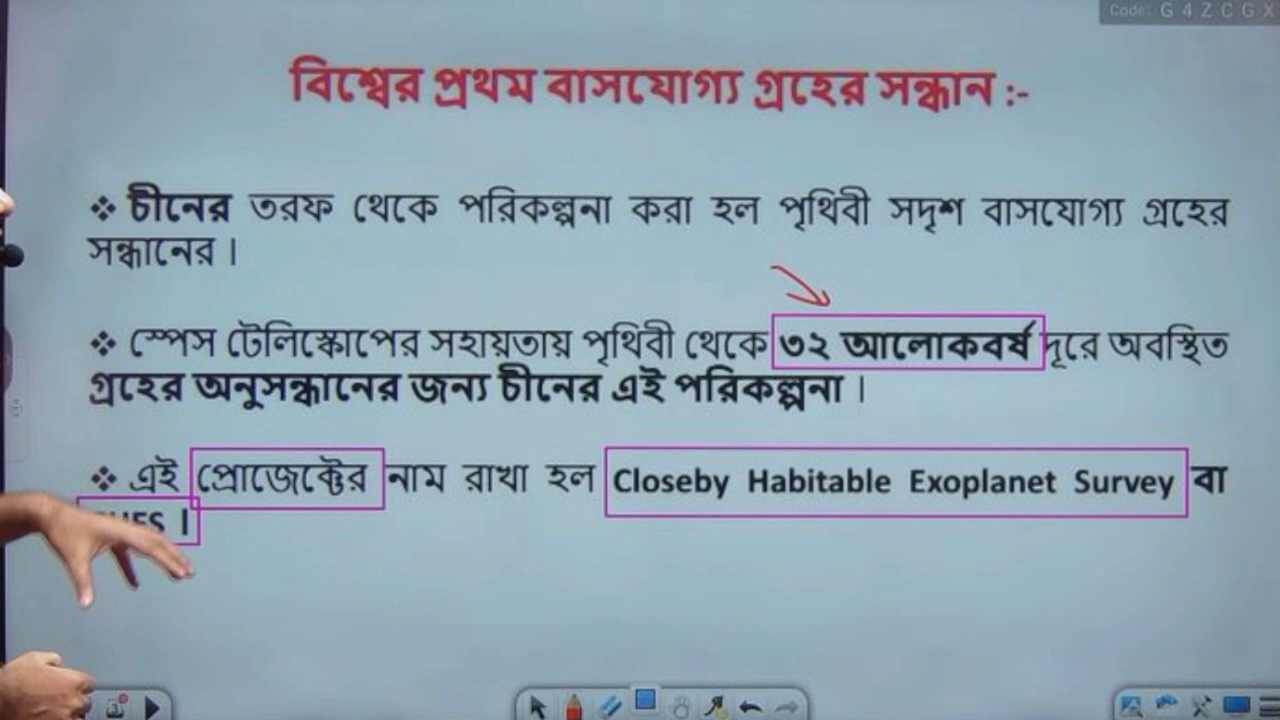 Code: G 4 Z C G X
বিশ্বের প্রথম বাসযোগ্য গ্রহের সন্ধান :-
❖ চীনের তরফ থেকে পরিকল্পনা করা হল পৃথিবী সদৃশ বাসযোগ্য গ্রহের
সন্ধানের ।
❖ স্পেস টেলিস্কোপের সহায়তায় পৃথিবী থেকে ৩২ আলোকবর্ষ দূরে অবস্থিত
গ্রহের অনুসন্ধানের জন্য চীনের এই পরিকল্পনা ।
❖ এই প্রোজেক্টের নাম রাখা হল Closeby Habitable Exoplanet Survey বা